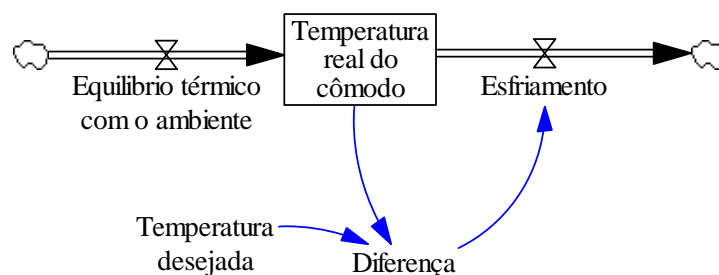 Temperatura
real do
cômodo
Equilibrio térmico
com o ambiente
Esfriamento
Temperatura
desejada
Diferença